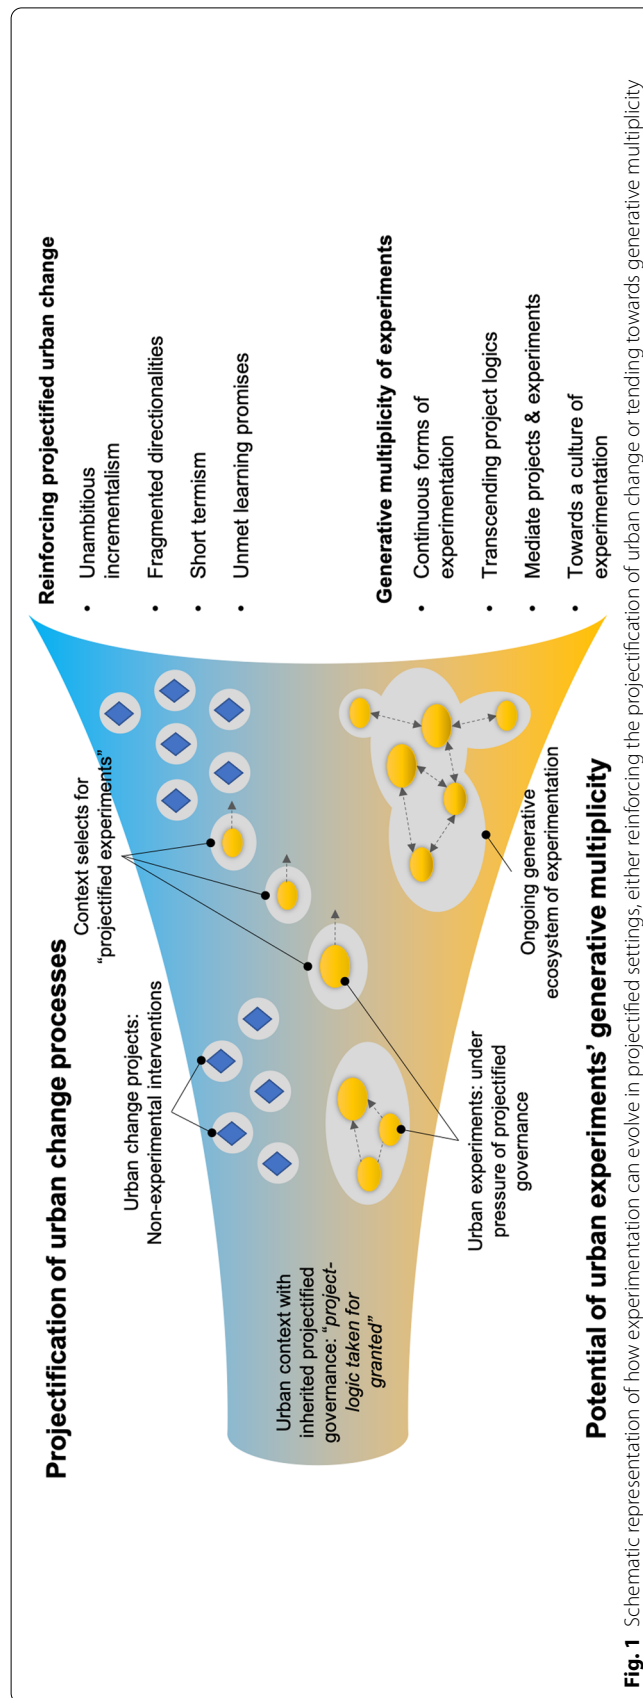 Projectification of urban change processes
Context selects for
“projectified experiments”
Urban change projects:
Non-experimental interventions
Urban context with
inherited projectified
governance: “project-
logic taken for
granted”
Urban experiments: under
pressure of projectified
governance
Ongoing generative
ecosystem of experimentation
Potential of urban experiments’ generative multiplicity
Reinforcing projectified urban change
• Unambitious
incrementalism
• Fragmented directionalities
• Short termism
• Unmet learning promises
Generative multiplicity of experiments
• Continuous forms of
experimentation
• Transcending project logics
• Mediate projects & experiments
• Towards a culture of
experimentation
Fig. 1 Schematic representation of how experimentation can evolve in projectified settings, either reinforcing the projectification of urban change or tending towards generative multiplicity